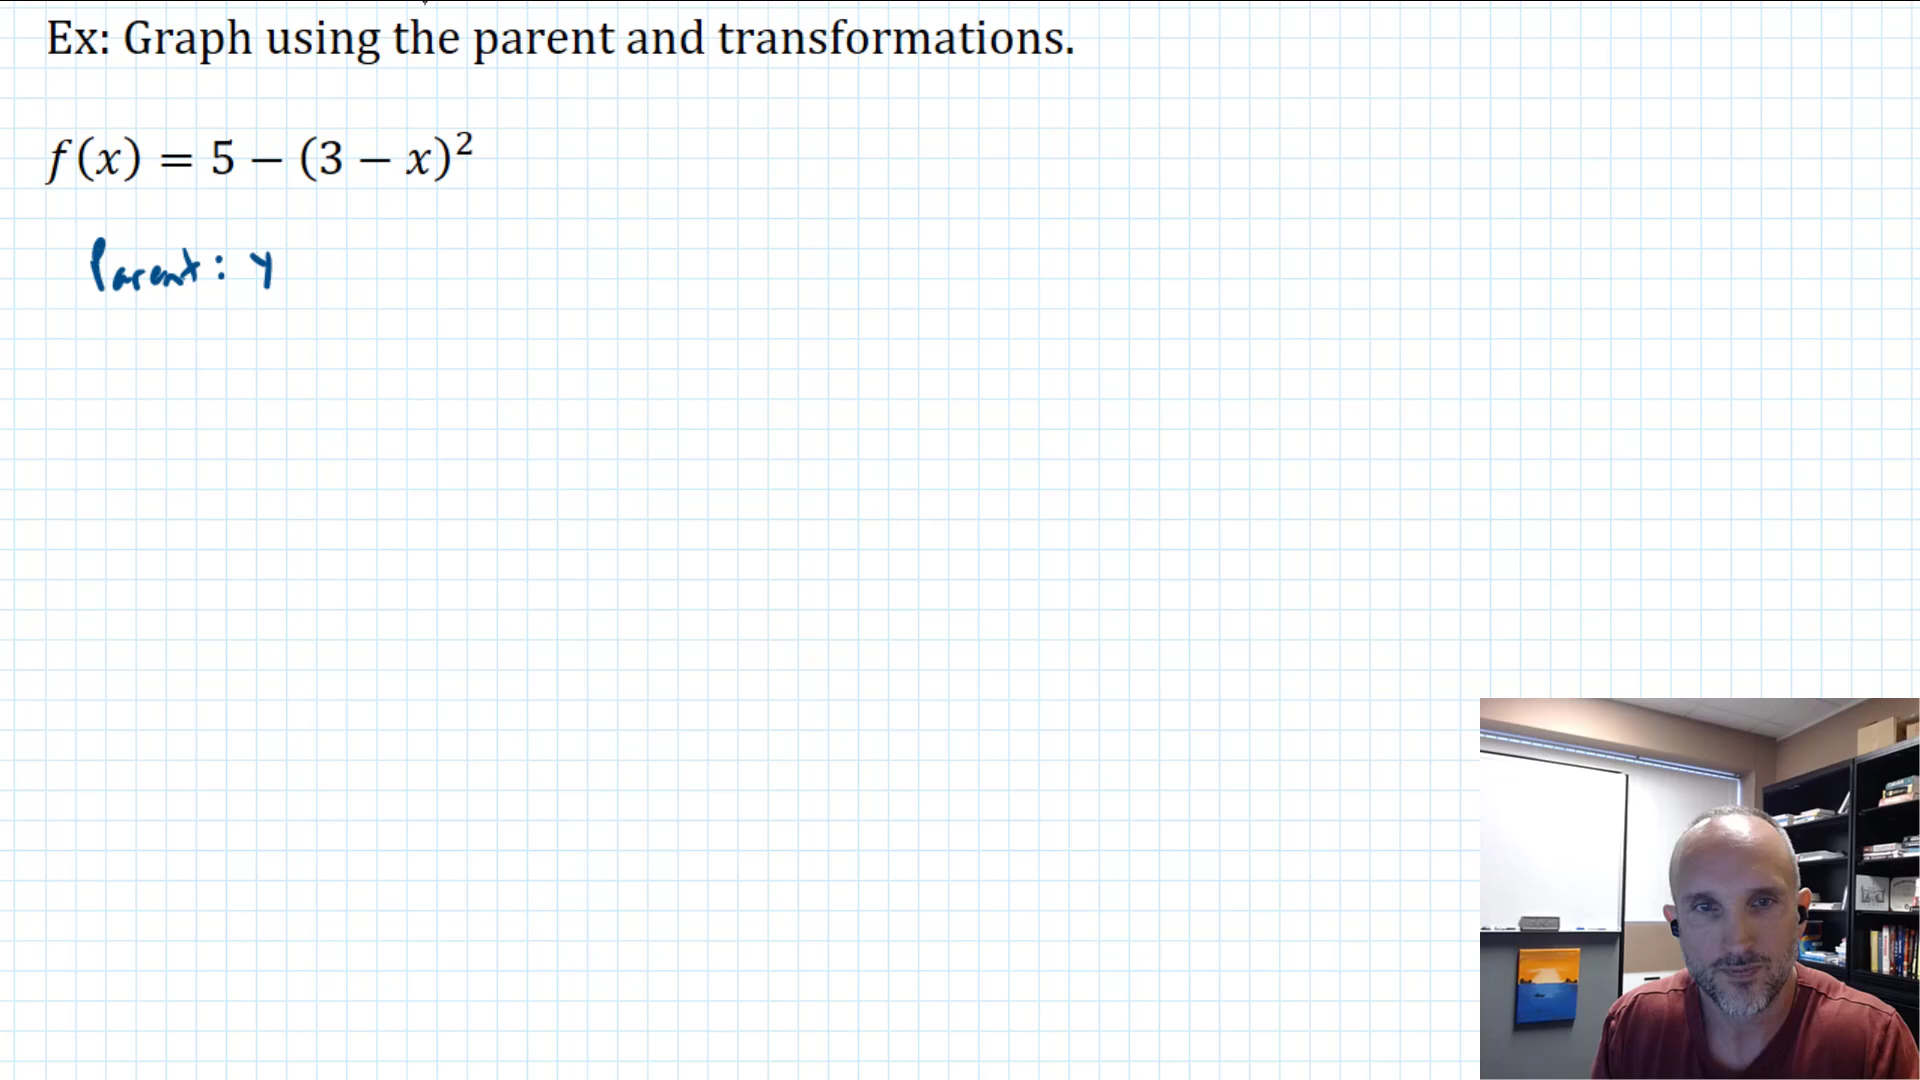 Ex: Graph using the parent and transformations.
f(x) = 5 − (3 − x)²
Parent: y